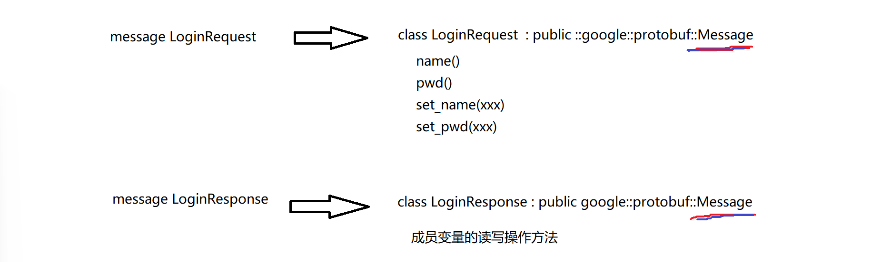 message LoginRequest
class LoginRequest : public ::google::protobuf::Message
name()
pwd()
set_name(xxx)
set_pwd(xxx)
message LoginResponse
class LoginResponse : public google::protobuf::Message
成员变量的读写操作方法